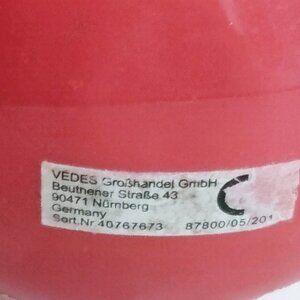 VEDES Großhandel GmbH
Beuthener Straße 43
90471 Nürnberg
Germany
Sort.Nr 40767673 87800/05/201